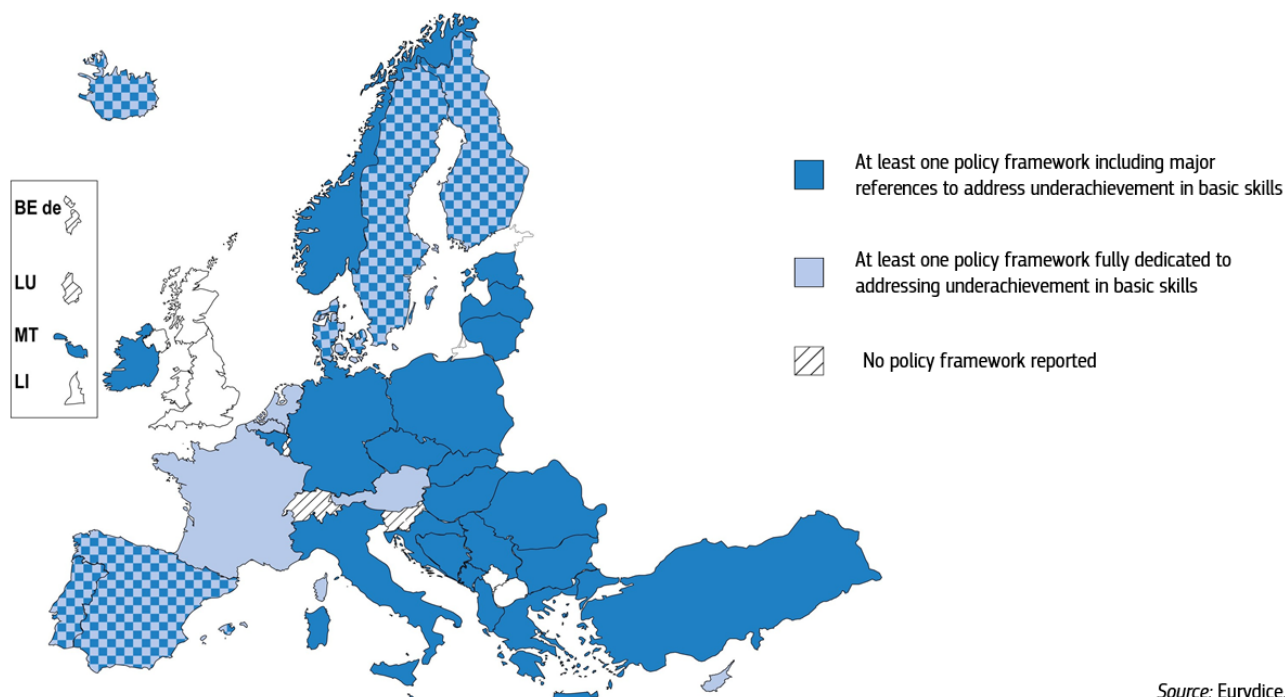 BE de
LU
MT
LI
At least one policy framework including major
references to address underachievement in basic skills
At least one policy framework fully dedicated to
addressing underachievement in basic skills
No policy framework reported
Source: Eurydice.